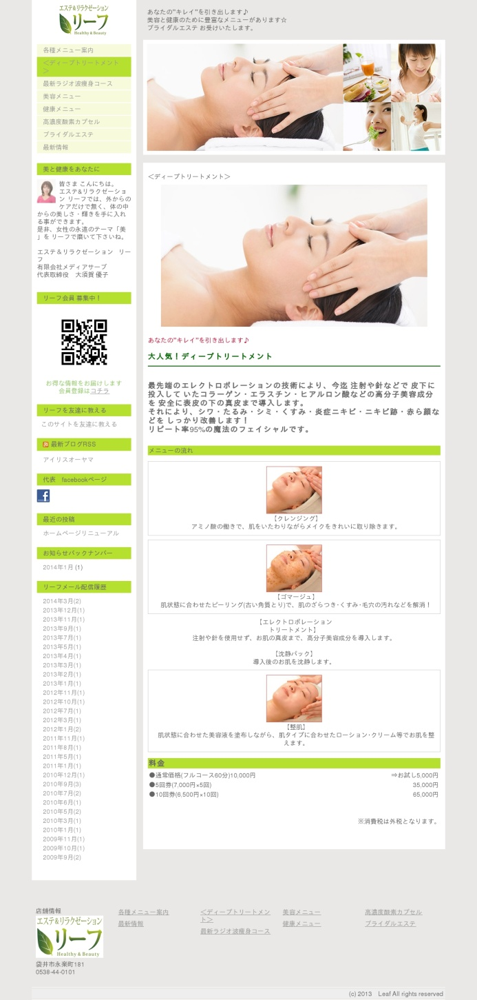 エステ&リラクゼーション
リーフ
Healthy & Beauty
各種メニュー案内
＜ディープトリートメント
＞
最新ラジオ波痩身コース
美容メニュー
健康メニュー
高濃度酸素カプセル
ブライダルエステ
最新情報
美と健康をあなたに
皆さま こんにちは。
エステ&リラクゼーショ
ン リーフでは、外からの
ケアだけで無く、体の中
からの美しさ・輝きを手に入れ
る事ができます。
是非、女性の永遠のテーマ「美
」を リーフで磨いて下さいね。
エステ＆リラクゼーション　リー
フ
有限会社メディアサーブ
代表取締役　大須賀 優子
リーフ会員 募集中！
お得な情報をお届けします
会員登録はコチラ
リーフを友達に教える
このサイトを友達に教える
最新ブログRSS
アイリスオーヤマ
代表　facebookページ
最近の投稿
ホームページリニューアル
お知らせバックナンバー
2014年1月 (1)
リーフメール配信履歴
2014年3月(2)
2013年12月(1)
2013年11月(1)
2013年9月(1)
2013年7月(1)
2013年5月(1)
2013年4月(1)
2013年3月(1)
2013年2月(1)
2013年1月(1)
2012年11月(1)
2012年10月(1)
2012年7月(1)
2012年3月(1)
2012年1月(2)
2011年11月(1)
2011年8月(1)
2011年5月(1)
2011年1月(1)
2010年12月(1)
2010年9月(3)
2010年7月(2)
2010年6月(1)
2010年5月(2)
2010年3月(1)
2010年1月(1)
2009年11月(1)
2009年10月(1)
2009年9月(2)
あなたの"キレイ"を引き出します♪
美容と健康のために豊富なメニューがあります☆
ブライダルエステ お受けいたします。
＜ディープトリートメント＞
あなたの"キレイ"を引き出します♪
大人気！ディープトリートメント
最先端のエレクトロポレーションの技術により、今迄 注射や針などで 皮下に
投入して いたコラーゲン・エラスチン・ヒアルロン酸などの高分子美容成分
を 安全に表皮の下の真皮まで導入します。
それにより、シワ・たるみ・シミ・くすみ・炎症ニキビ・ニキビ跡・赤ら顔な
どを しっかり改善します！
リピート率95%の魔法のフェイシャルです。
メニューの流れ
【クレンジング】
アミノ酸の働きで、肌をいたわりながらメイクをきれいに取り除きます。
【ゴマージュ】
肌状態に合わせたピーリング(古い角質とり)で、肌のざらつき･くすみ･毛穴の汚れなどを解消！
【エレクトロポレーション
トリートメント】
注射や針を使用せず、お肌の真皮まで、高分子美容成分を導入します。
【沈静パック】
導入後のお肌を沈静します。
【整肌】
肌状態に合わせた美容液を塗布しながら、肌タイプに合わせたローション･クリーム等でお肌を整
えます。
料金
●通常価格(フルコース60分)10,000円 ⇒お試し5,000円
●5回券(7,000円×5回) 35,000円
●10回券(6,500円×10回) 65,000円
※消費税は外税となります。
店舗情報
エステ&リラクゼーション
リーフ
Healthy & Beauty
袋井市永楽町181
0538-44-0101
各種メニュー案内
最新情報
＜ディープトリートメン
ト＞
最新ラジオ波痩身コース
美容メニュー
健康メニュー
高濃度酸素カプセル
ブライダルエステ
(c) 2013　Leaf All rights reserved